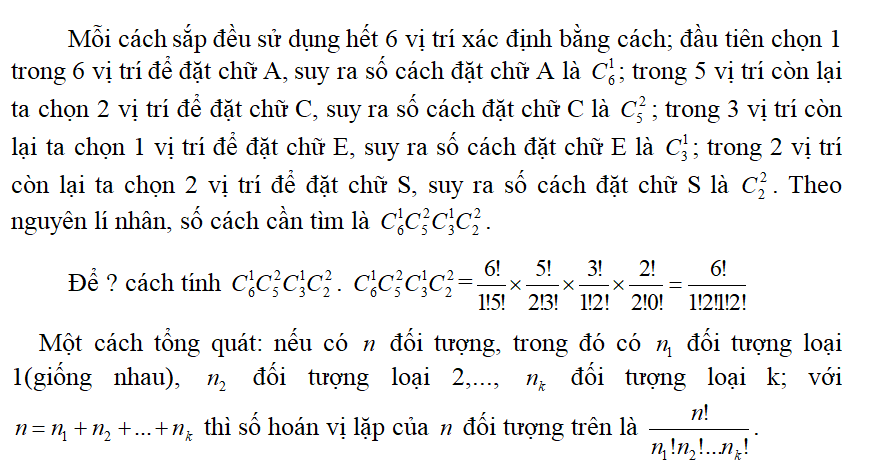 Mỗi cách sắp đều sử dụng hết 6 vị trí xác định bằng cách; đầu tiên chọn 1
trong 6 vị trí để đặt chữ A, suy ra số cách đặt chữ A là $C_6^1$; trong 5 vị trí còn lại
ta chọn 2 vị trí để đặt chữ C, suy ra số cách đặt chữ C là $C_5^2$ ; trong 3 vị trí còn
lại ta chọn 1 vị trí để đặt chữ E, suy ra số cách đặt chữ E là $C_3^1$; trong 2 vị trí
còn lại ta chọn 2 vị trí để đặt chữ S, suy ra số cách đặt chữ S là $C_2^2$ . Theo
nguyên lí nhân, số cách cần tìm là $C_6^1C_5^2C_3^1C_2^2$ .
Để ? cách tính $C_6^1C_5^2C_3^1C_2^2$ . $C_6^1C_5^2C_3^1C_2^2 = \frac{6!}{1!5!} \times \frac{5!}{2!3!} \times \frac{3!}{1!2!} \times \frac{2!}{2!0!} = \frac{6!}{1!2!1!2!}$
Một cách tổng quát: nếu có $n$ đối tượng, trong đó có $n_1$ đối tượng loại
1(giống nhau), $n_2$ đối tượng loại 2,..., $n_k$ đối tượng loại k; với
$n = n_1 + n_2 + ... + n_k$ thì số hoán vị lặp của $n$ đối tượng trên là $\frac{n!}{n_1!n_2!...n_k!}$ .